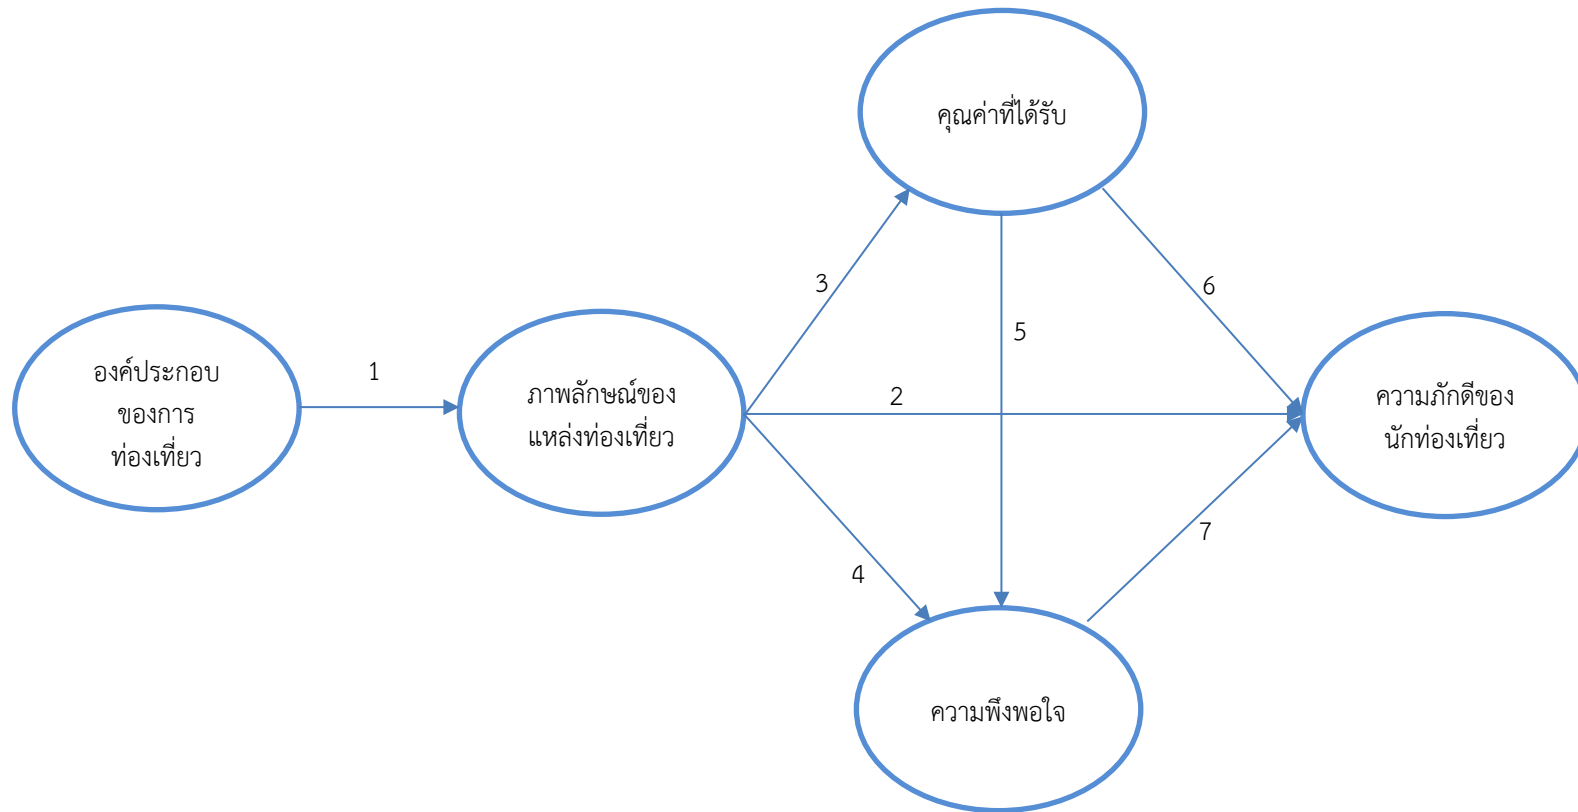 คุณค่าที่ได้รับ
3
6
5
องค์ประกอบ
ของการ
ท่องเที่ยว
1
ภาพลักษณ์ของ
แหล่งท่องเที่ยว
2
ความภักดีของ
นักท่องเที่ยว
4
7
ความพึงพอใจ